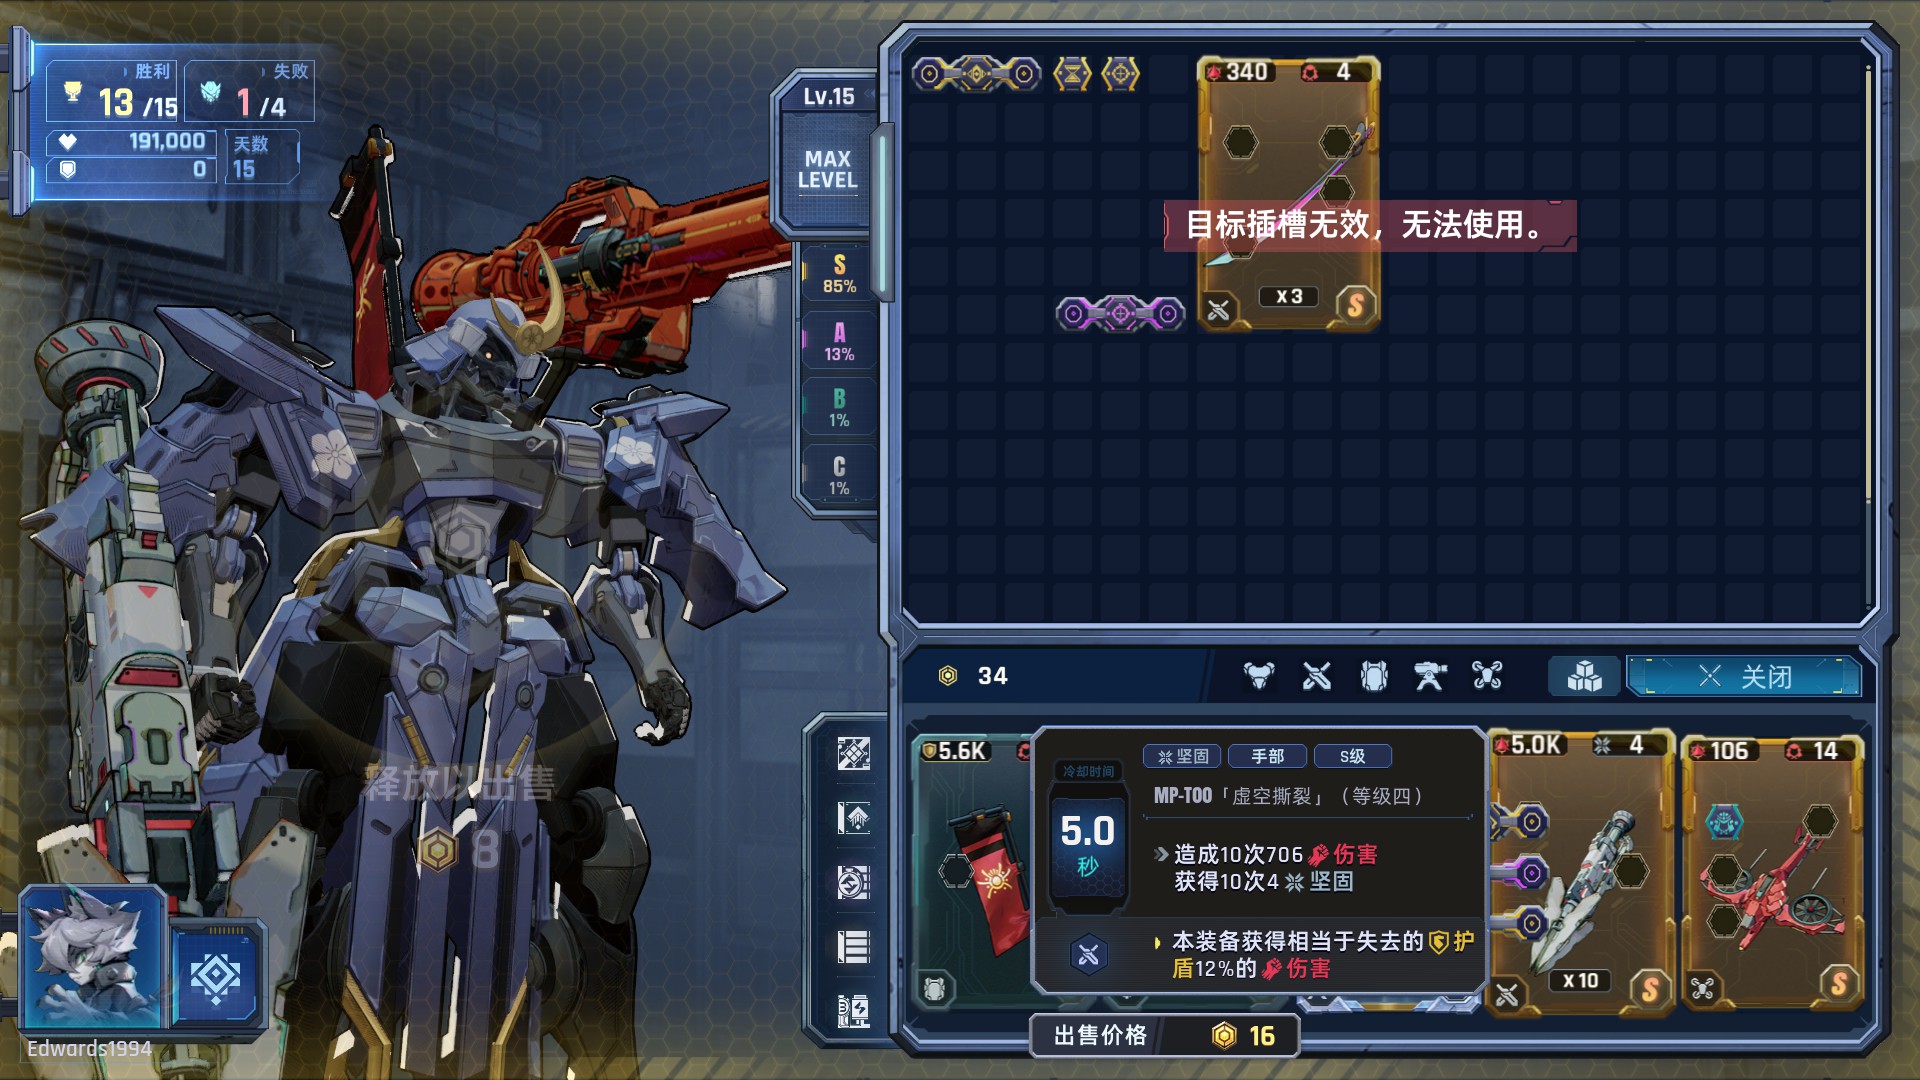 胜利
13 /15
失败
1 /4
191,000
0
天数
15
Lv.15
MAX
LEVEL
S
85%
A
13%
B
1%
C
1%
340
4
目标插槽无效，无法使用。
x3
S
34
关闭
5.6K
冷却时间
5.0
秒
坚固
手部
S级
MP-T00「虚空撕裂」（等级四）
造成10次706伤害
获得10次4坚固
本装备获得相当于失去的护
盾12%的伤害
5.0K
4
x10
S
106
14
S
释放以出售
8
出售价格
16
Edwards1994